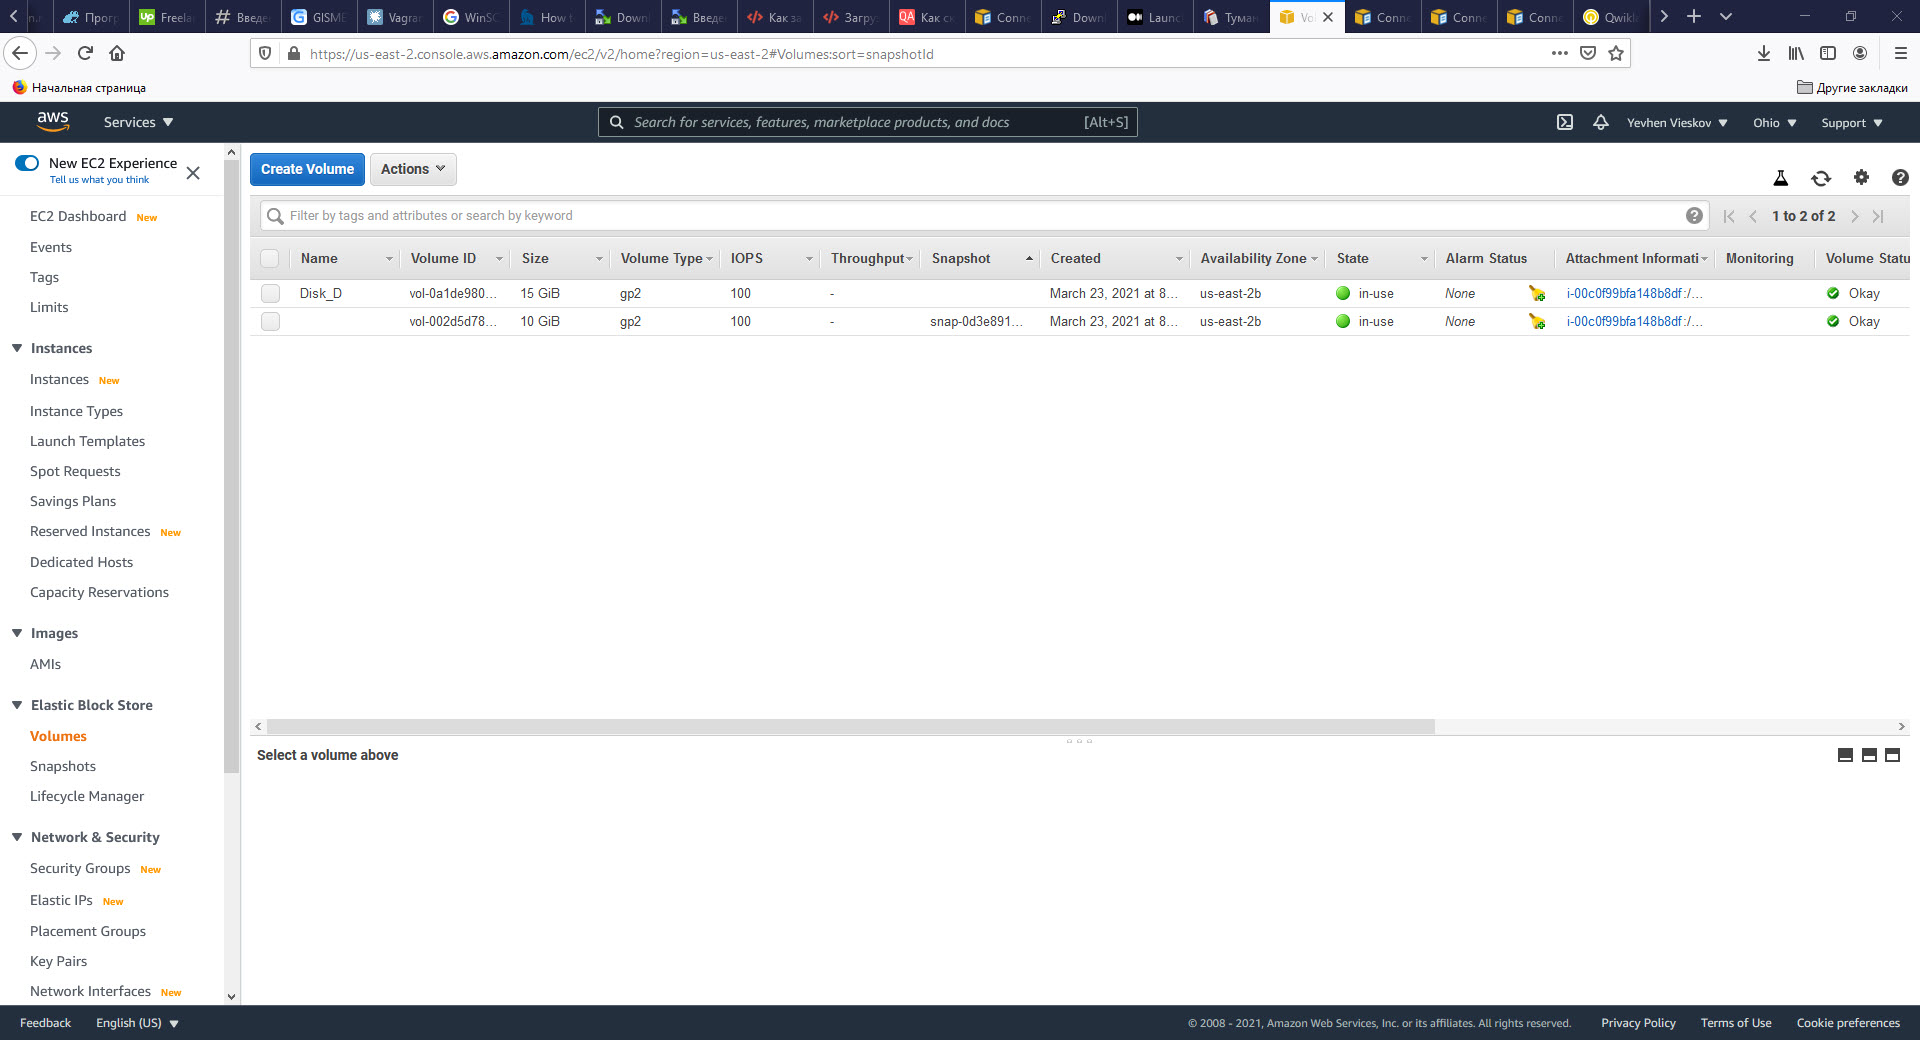 Прогр
Freelan
Введе
GISME
Vagran
WinSC
How t
Downl
Введе
Как за
Загру
QA Как с
Conne
Downl
Launc
Туман
Vol
Conne
Conne
Conne
Qwikla
https://us-east-2.console.aws.amazon.com/ec2/v2/home?region=us-east-2#Volumes:sort=snapshotId
Начальная страница
Другие закладки
aws
Services
Search for services, features, marketplace products, and docs [Alt+S]
Yevhen Vieskov
Ohio
Support
New EC2 Experience
Tell us what you think
EC2 Dashboard New
Events
Tags
Limits
Instances
Instances New
Instance Types
Launch Templates
Spot Requests
Savings Plans
Reserved Instances New
Dedicated Hosts
Capacity Reservations
Images
AMIs
Elastic Block Store
Volumes
Snapshots
Lifecycle Manager
Network & Security
Security Groups New
Elastic IPs New
Placement Groups
Key Pairs
Network Interfaces New
Create Volume
Actions
Filter by tags and attributes or search by keyword
1 to 2 of 2
Name Volume ID Size Volume Type IOPS Throughput Snapshot Created Availability Zone State Alarm Status Attachment Informati Monitoring Volume Statu
Disk_D vol-0a1de980... 15 GiB gp2 100 - March 23, 2021 at 8... us-east-2b in-use None i-00c0f99bfa148b8df:/... Okay
vol-002d5d78... 10 GiB gp2 100 - snap-0d3e891... March 23, 2021 at 8... us-east-2b in-use None i-00c0f99bfa148b8df:/... Okay
Select a volume above
Feedback
English (US)
© 2008 - 2021, Amazon Web Services, Inc. or its affiliates. All rights reserved.
Privacy Policy
Terms of Use
Cookie preferences